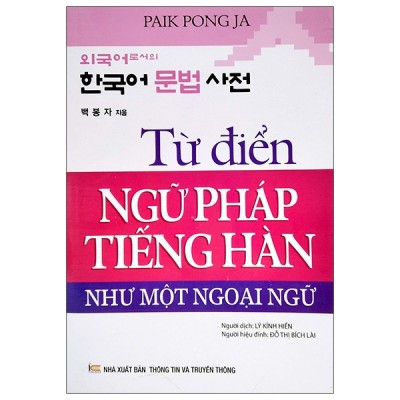 PAIK PONG JA
외국어로서의
한국어 문법 사전
백 봉 자 지음
Từ điển
NGỮ PHÁP
TIẾNG HÀN
NHƯ MỘT NGOẠI NGỮ
Người dịch: LÝ KÍNH HIỀN
Người hiệu đính: ĐỖ THỊ BÍCH LÀI
NHÀ XUẤT BẢN THÔNG TIN VÀ TRUYỀN THÔNG